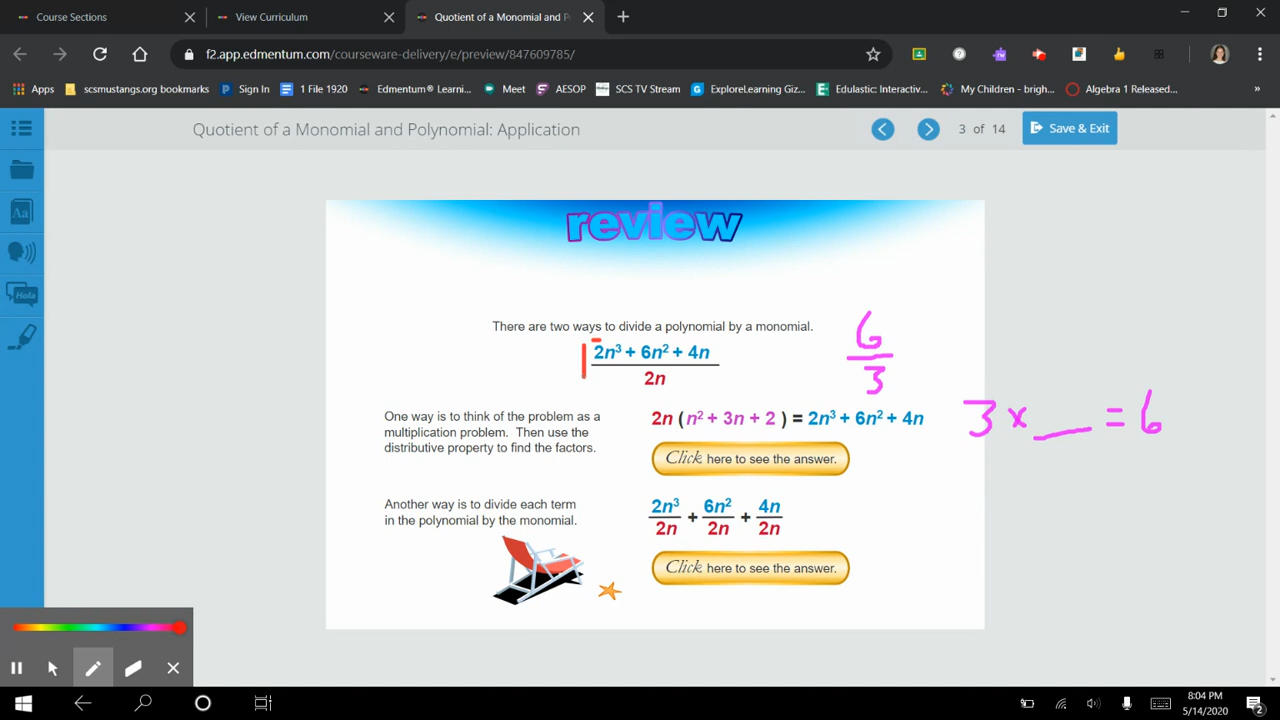 Course Sections
View Curriculum
Quotient of a Monomial and P
f2.app.edmentum.com/courseware-delivery/e/preview/847609785/
Apps
scsmustangs.org bookmarks
Sign In
1 File 1920
Edmentum® Learni...
Meet
AESOP
SCS TV Stream
ExploreLearning Giz...
Edulastic: Interactiv...
My Children - brigh...
Algebra 1 Released...
»
Quotient of a Monomial and Polynomial: Application
3 of 14
Save & Exit
Aa
Hola
review
There are two ways to divide a polynomial by a monomial.
2n³ + 6n² + 4n
2n
6
3
One way is to think of the problem as a
multiplication problem. Then use the
distributive property to find the factors.
2n ( n² + 3n + 2 ) = 2n³ + 6n² + 4n
3 x __ = 6
Click here to see the answer.
Another way is to divide each term
in the polynomial by the monomial.
2n³/2n + 6n²/2n + 4n/2n
Click here to see the answer.
8:04 PM
5/14/2020
2